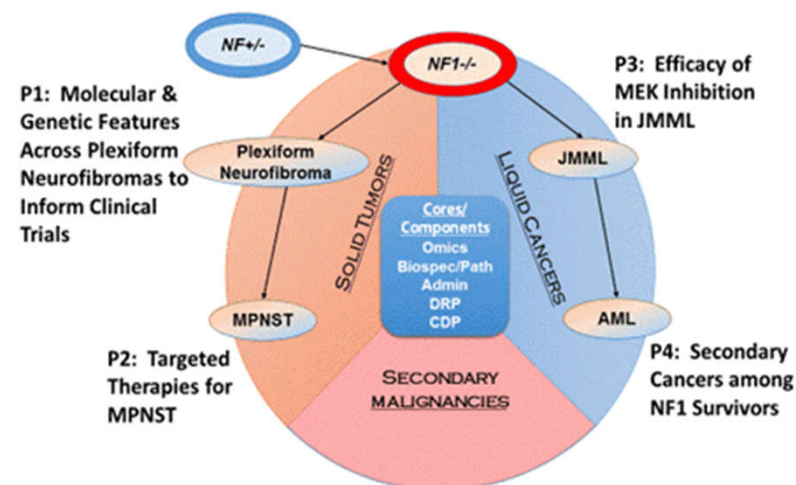 NF+/-
NF1-/-
P1: Molecular &
Genetic Features
Across Plexiform
Neurofibromas to
Inform Clinical
Trials
P3: Efficacy of
MEK Inhibition
in JMML
Plexiform
Neurofibroma
JMML
SOLID TUMORS
LIQUID CANCERS
Cores/
Components
Omics
Biospec/Path
Admin
DRP
CDP
MPNST
AML
P2: Targeted
Therapies for
MPNST
SECONDARY
MALIGNANCIES
P4: Secondary
Cancers among
NF1 Survivors